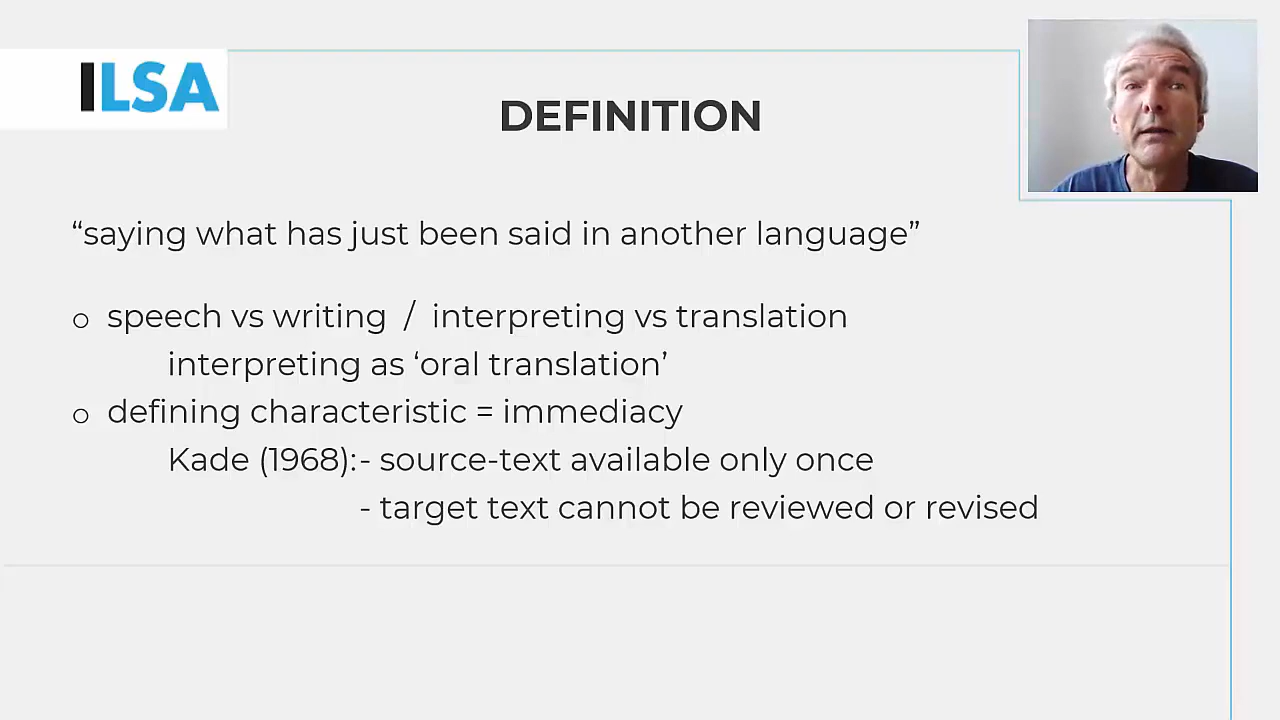 ILSA
DEFINITION
“saying what has just been said in another language”
o speech vs writing / interpreting vs translation
interpreting as ‘oral translation’
o defining characteristic = immediacy
Kade (1968):- source-text available only once
- target text cannot be reviewed or revised